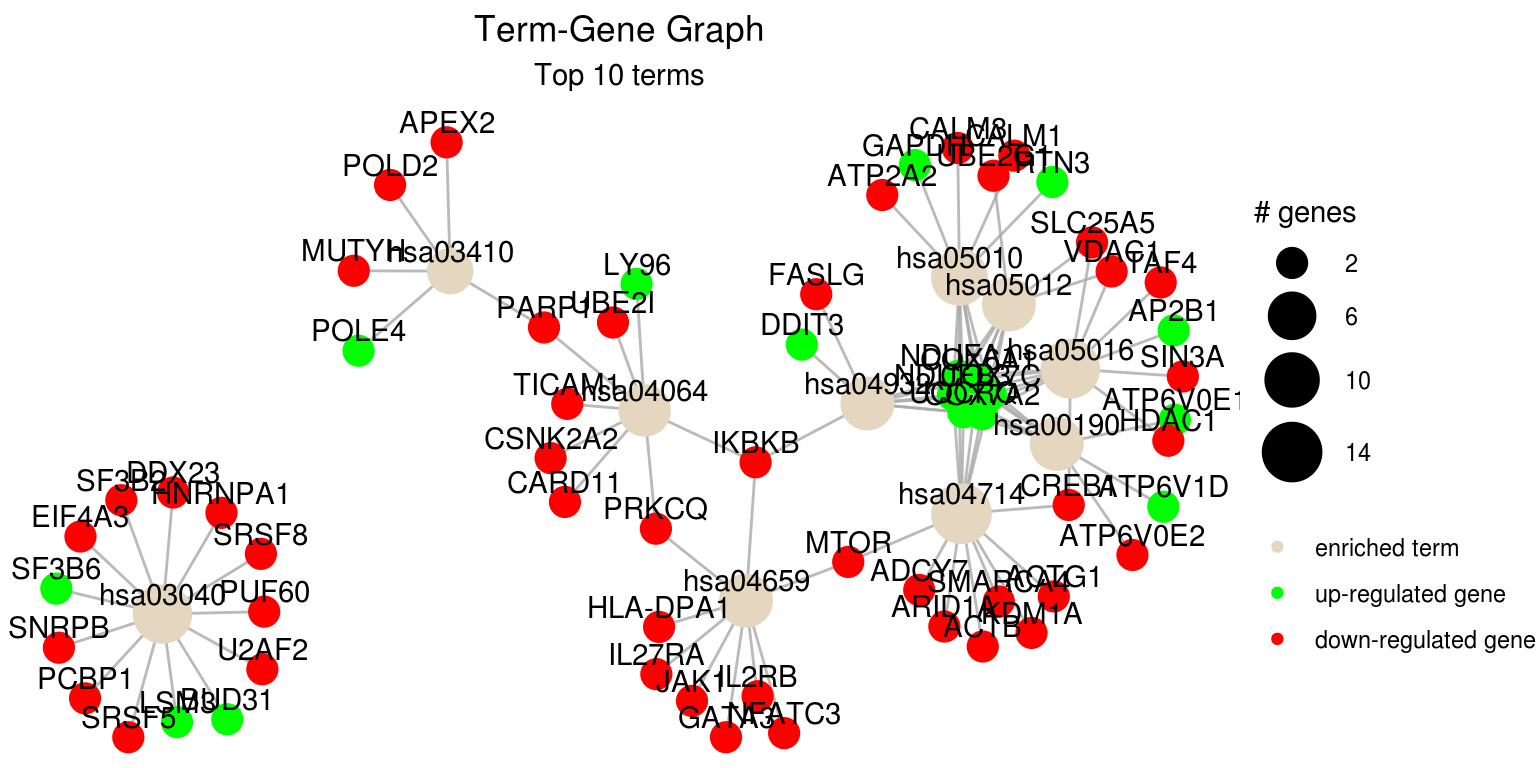 Term-Gene Graph
Top 10 terms
APEX2
POLD2
MUTYH
hsa03410
POLE4
PARP1
UBE2I
LY96
TICAM1
hsa04064
CSNK2A2
CARD11
IKBKB
PRKCQ
FASLG
DDIT3
hsa04932
CALM3
CALM1
GAPDH
UBE2G1
RTN3
ATP2A2
hsa05010
hsa05012
SLC25A5
VDAC1
TAF4
AP2B1
hsa05016
SIN3A
ATP6V0E1
HDAC1
hsa00190
hsa04714
CREB1
ATP6V1D
ATP6V0E2
MTOR
ADCY7
SMARCA4
ACTG1
ARID1A
ACTB
KDM1A
hsa04659
HLA-DPA1
IL27RA
JAK1
IL2RB
GATA3
NFATC3
DDX23
SF3B2
HNRNPA1
EIF4A3
SRSF8
SF3B6
hsa03040
PUF60
SNRPB
U2AF2
PCBP1
LSM3
BUD31
SRSF5
# genes
2
6
10
14
enriched term
up-regulated gene
down-regulated gene